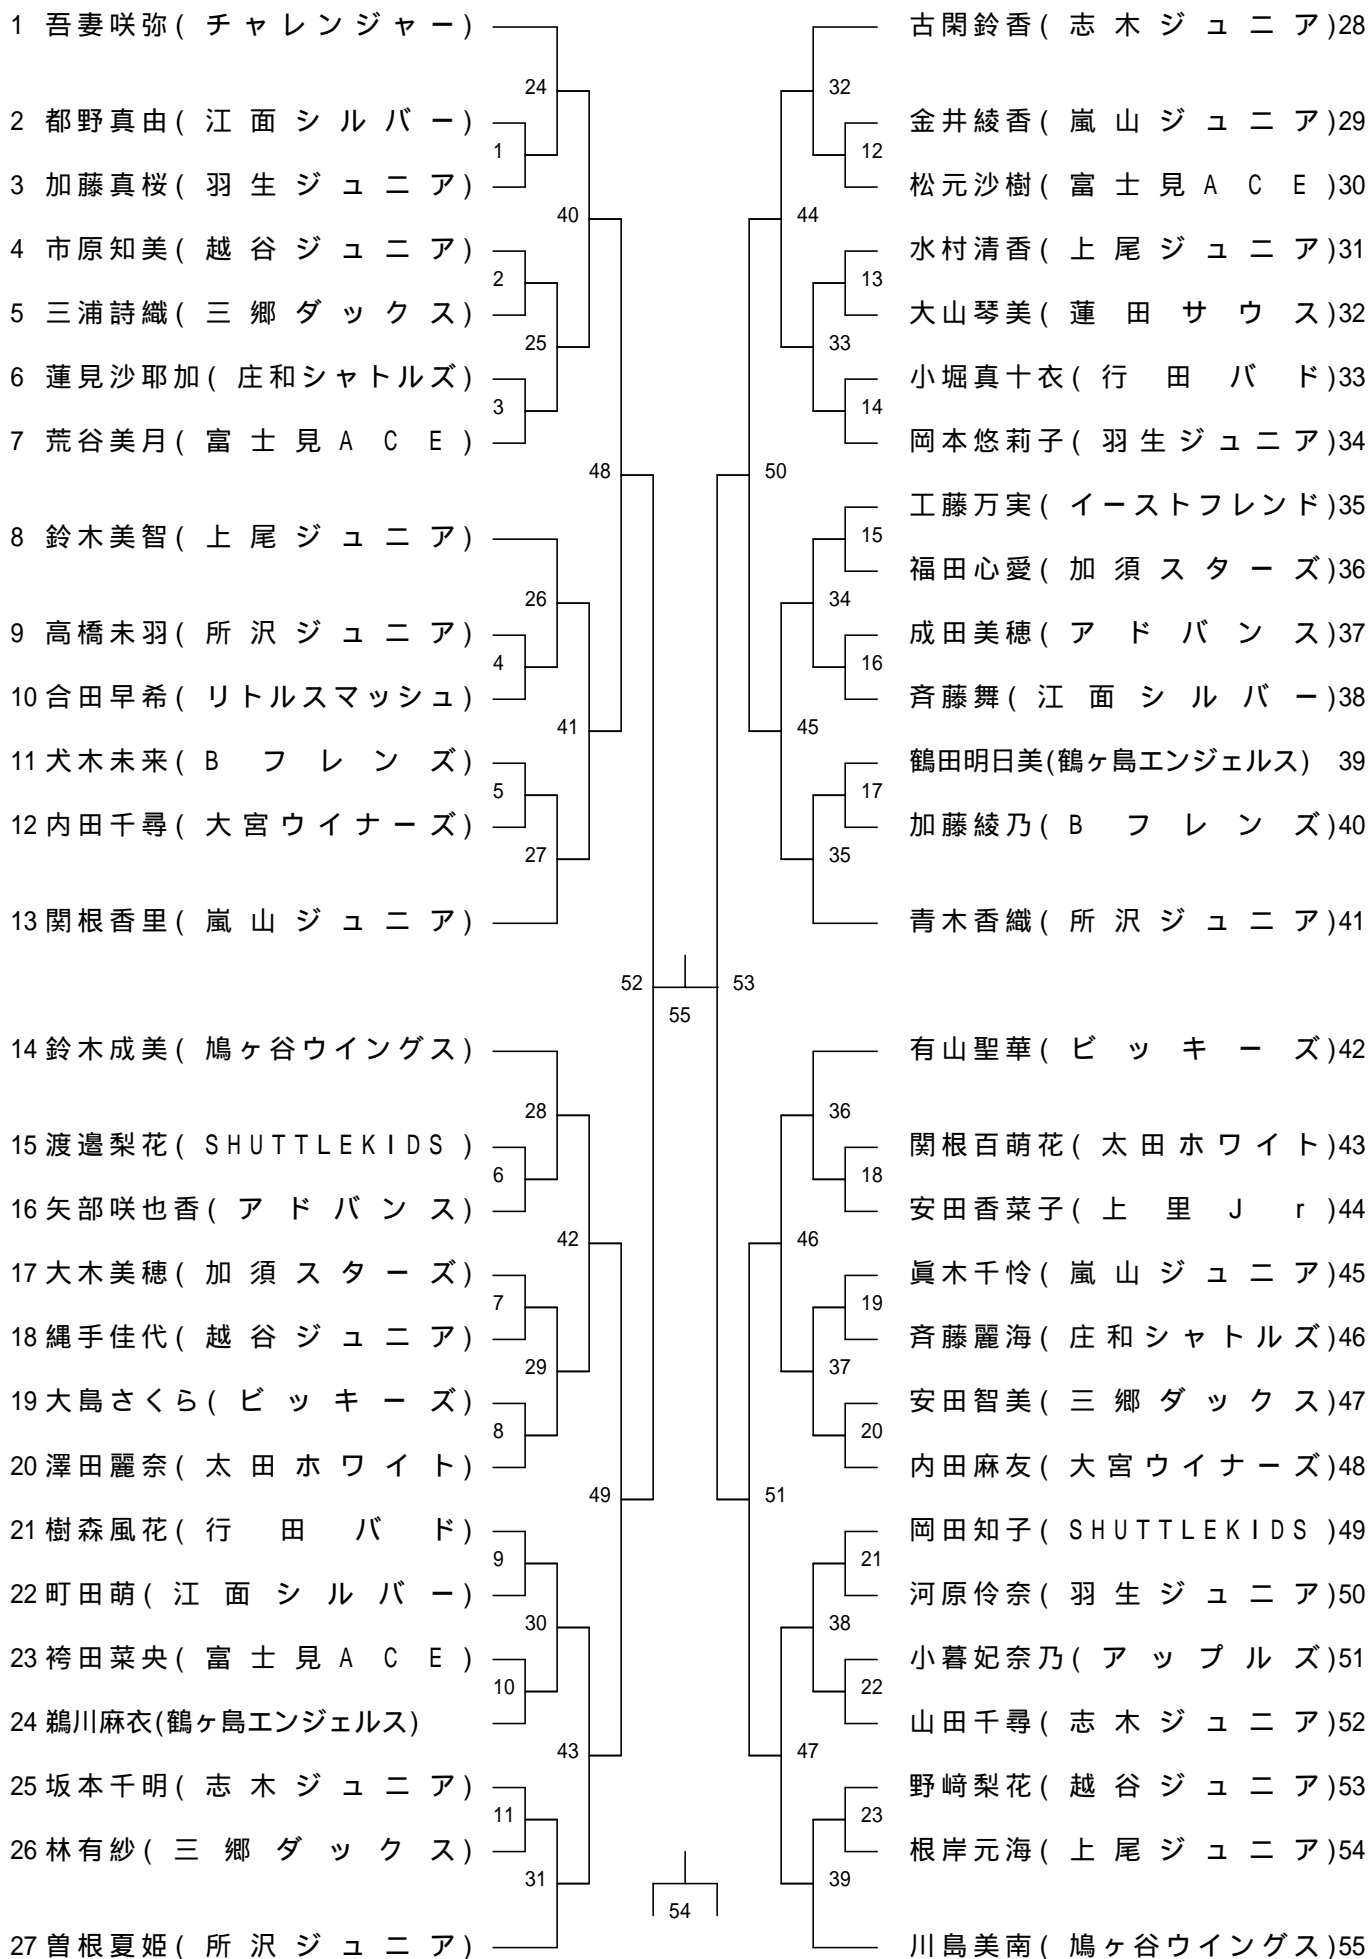 1 吾妻咲弥(チャレンジャー)
24
2 都野真由(江面シルバー)
1
3 加藤真桜(羽生ジュニア)
40
4 市原知美(越谷ジュニア)
2
5 三浦詩織(三郷ダックス)
25
6 蓮見沙耶加(庄和シャトルズ)
3
7 荒谷美月(富士見ACE)
48
8 鈴木美智(上尾ジュニア)
26
9 高橋未羽(所沢ジュニア)
4
10 合田早希(リトルスマッシュ)
41
11 犬木未来(Bフレンズ)
5
12 内田千尋(大宮ウイナーズ)
27
13 関根香里(嵐山ジュニア)
52
14 鈴木成美(鳩ヶ谷ウイングス)
28
15 渡邉梨花(SHUTTLEKIDS)
6
16 矢部咲也香(アドバンス)
42
17 大木美穂(加須スターズ)
7
18 縄手佳代(越谷ジュニア)
29
19 大島さくら(ビッキーズ)
8
20 澤田麗奈(太田ホワイト)
49
21 樹森風花(行田バド)
9
22 町田萌(江面シルバー)
30
23 袴田菜央(富士見ACE)
10
24 鵜川麻衣(鶴ヶ島エンジェルス)
43
25 坂本千明(志木ジュニア)
11
26 林有紗(三郷ダックス)
31
27 曽根夏姫(所沢ジュニア)
55
54
古閑鈴香(志木ジュニア)28
32
金井綾香(嵐山ジュニア)29
12
松元沙樹(富士見ACE)30
44
水村清香(上尾ジュニア)31
13
大山琴美(蓮田サウス)32
33
小堀真十衣(行田バド)33
14
岡本悠莉子(羽生ジュニア)34
50
工藤万実(イーストフレンド)35
15
福田心愛(加須スターズ)36
34
成田美穂(アドバンス)37
16
斉藤舞(江面シルバー)38
45
鶴田明日美(鶴ヶ島エンジェルス) 39
17
加藤綾乃(Bフレンズ)40
35
青木香織(所沢ジュニア)41
53
有山聖華(ビッキーズ)42
36
関根百萌花(太田ホワイト)43
18
安田香菜子(上里Jr)44
46
眞木千怜(嵐山ジュニア)45
19
斉藤麗海(庄和シャトルズ)46
37
安田智美(三郷ダックス)47
20
内田麻友(大宮ウイナーズ)48
51
岡田知子(SHUTTLEKIDS)49
21
河原伶奈(羽生ジュニア)50
38
小暮妃奈乃(アップルズ)51
22
山田千尋(志木ジュニア)52
47
野﨑梨花(越谷ジュニア)53
23
根岸元海(上尾ジュニア)54
39
川島美南(鳩ヶ谷ウイングス)55